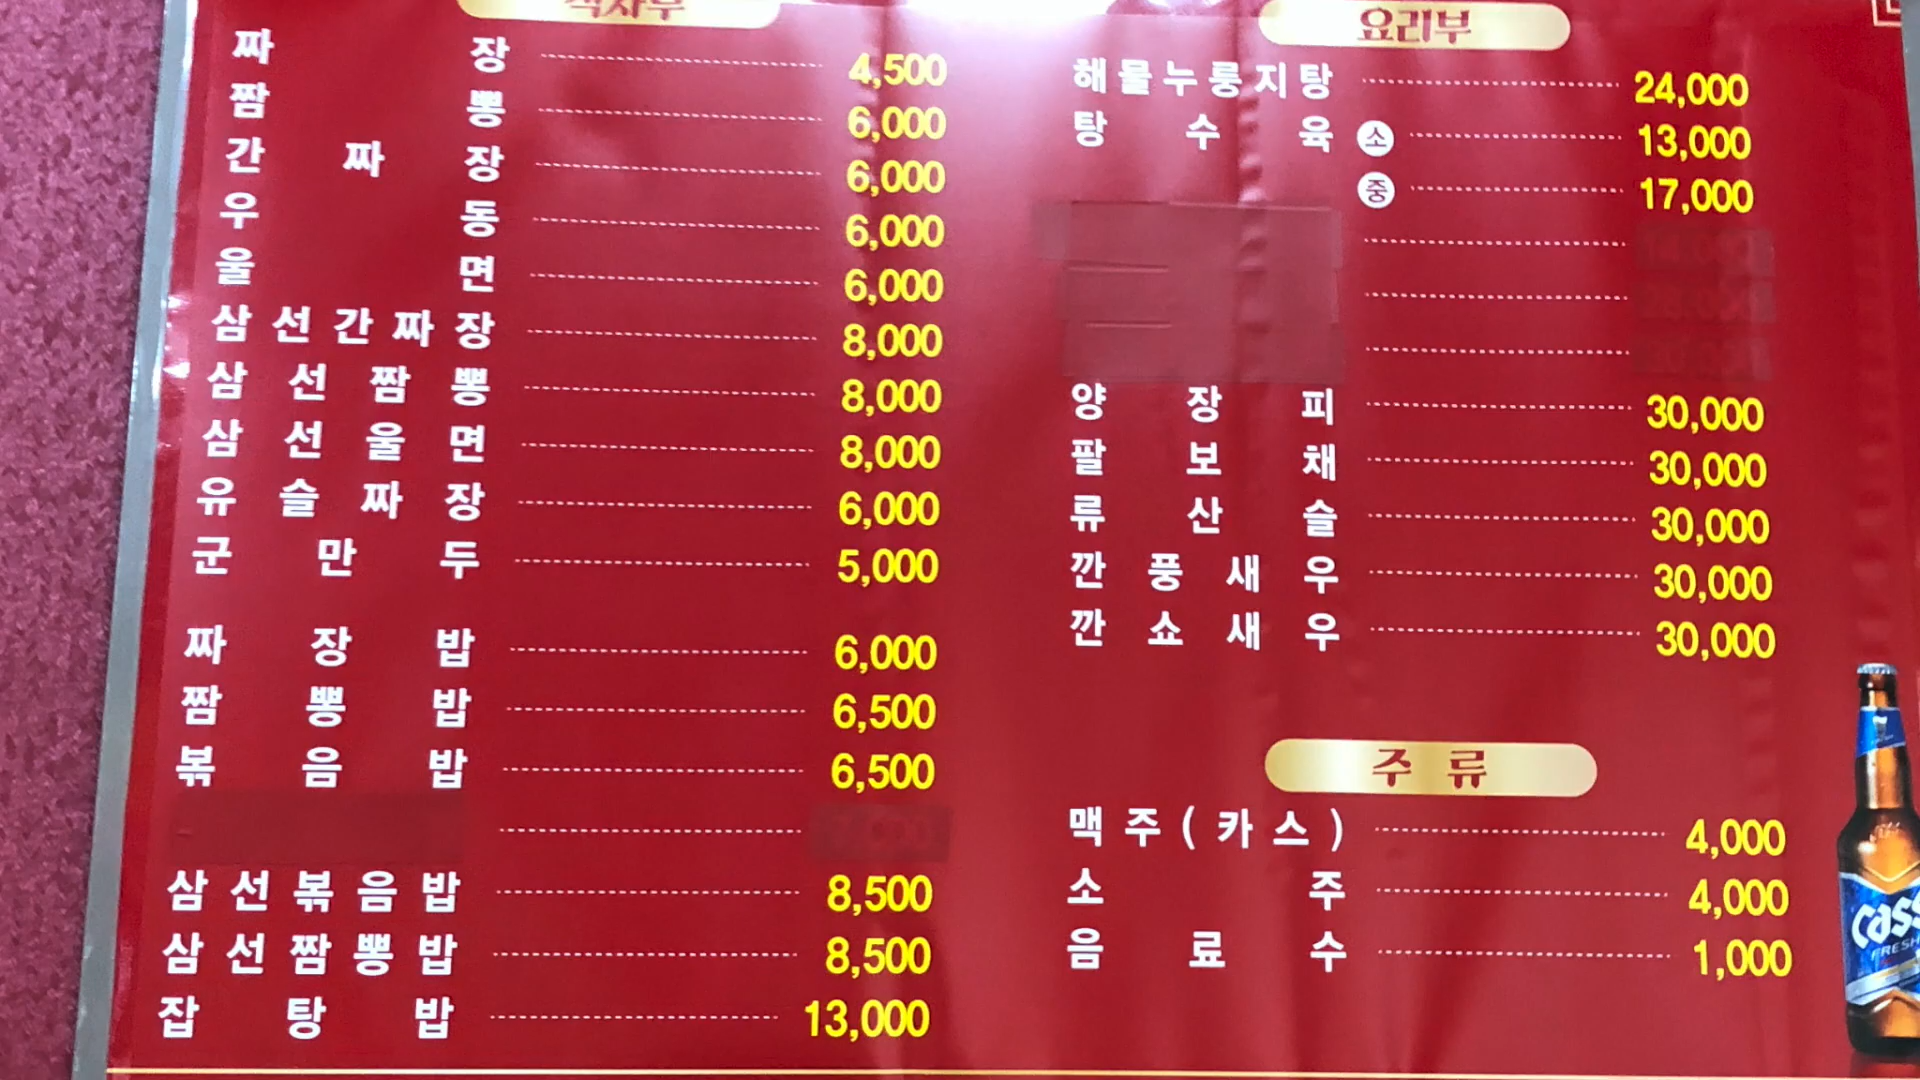 식사부
짜장 4,500
짬뽕 6,000
간짜장 6,000
우동 6,000
울면 6,000
삼선간짜장 8,000
삼선짬뽕 8,000
삼선울면 8,000
유슬짜장 6,000
군만두 5,000
짜장밥 6,000
짬뽕밥 6,500
볶음밥 6,500
삼선볶음밥 8,500
삼선짬뽕밥 8,500
잡탕밥 13,000
요리부
해물누룽지탕 24,000
탕수육 소 13,000
중 17,000
양장피 30,000
팔보채 30,000
류산슬 30,000
깐풍새우 30,000
깐쇼새우 30,000
주류
맥주(카스) 4,000
소주 4,000
음료수 1,000
Cass
FRESH